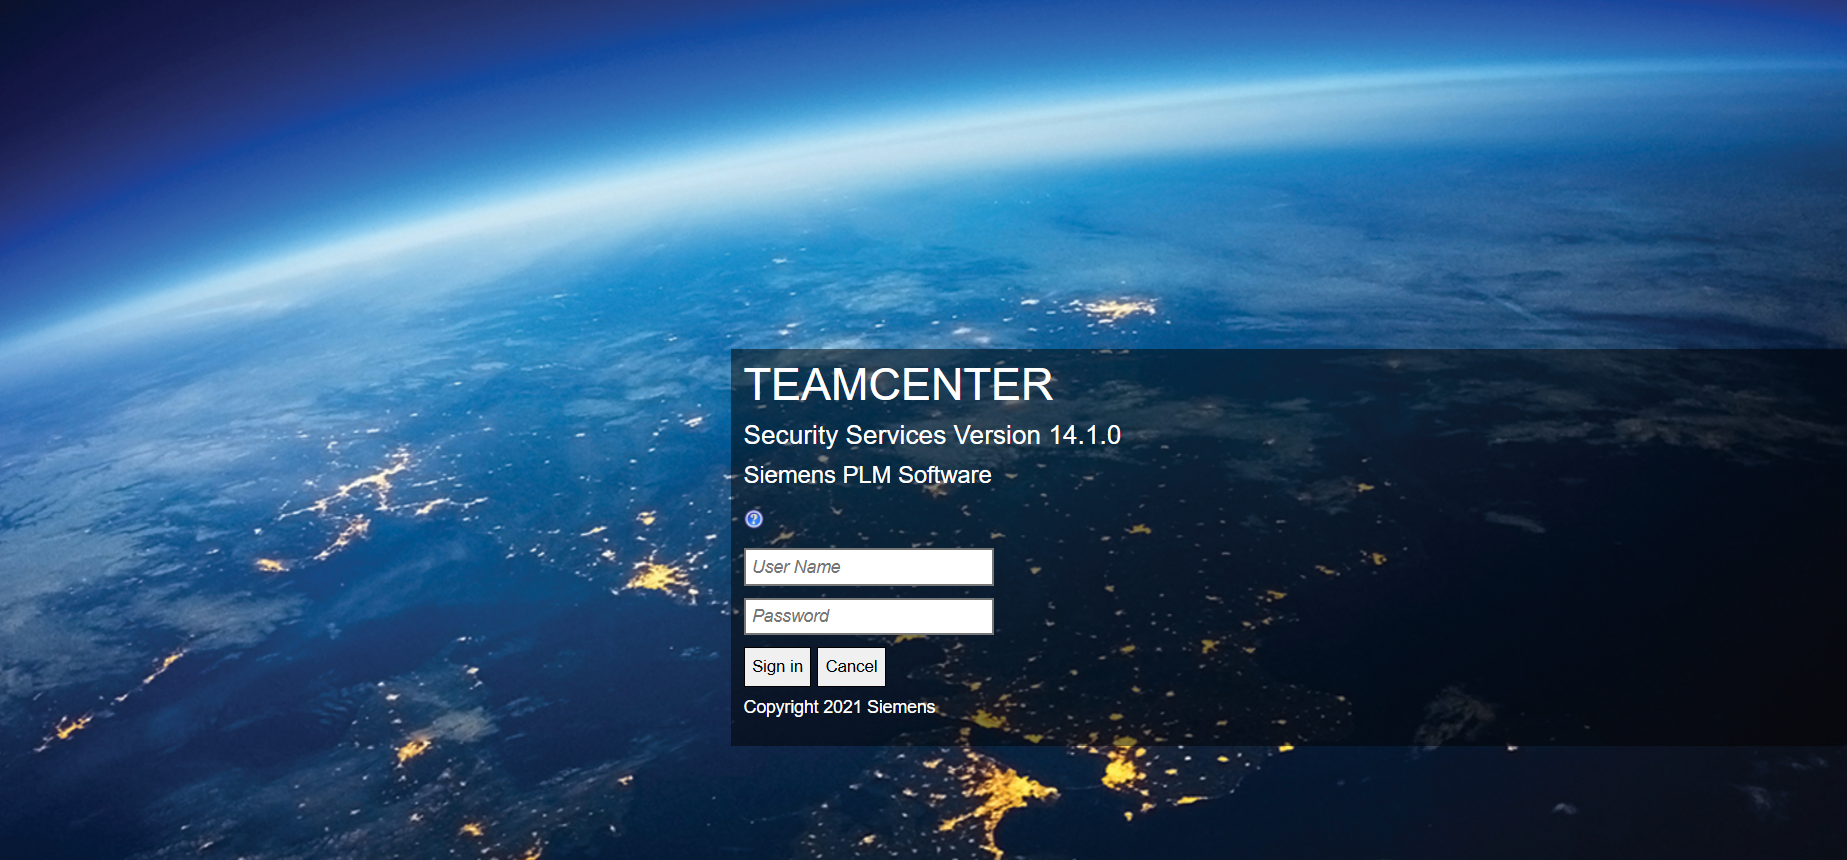 TEAMCENTER
Security Services Version 14.1.0
Siemens PLM Software
?
User Name
Password
Sign in Cancel
Copyright 2021 Siemens